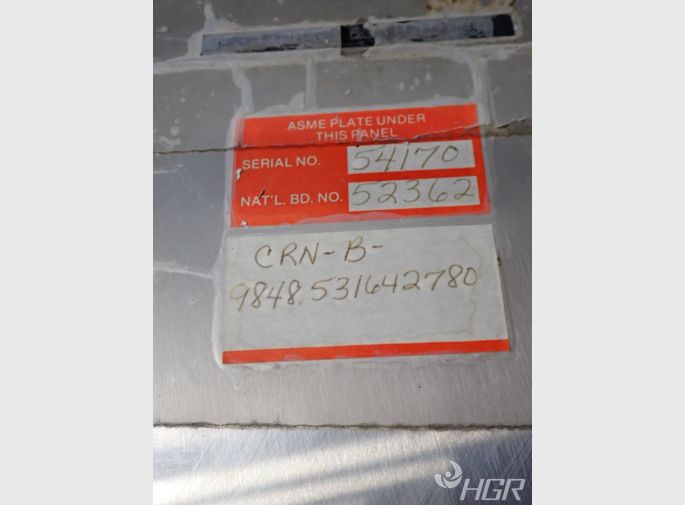 ASME PLATE UNDER
THIS PANEL
SERIAL NO. 54170
NAT'L. BD. NO. 52362
CRN-B-
9848.531642780
HGR